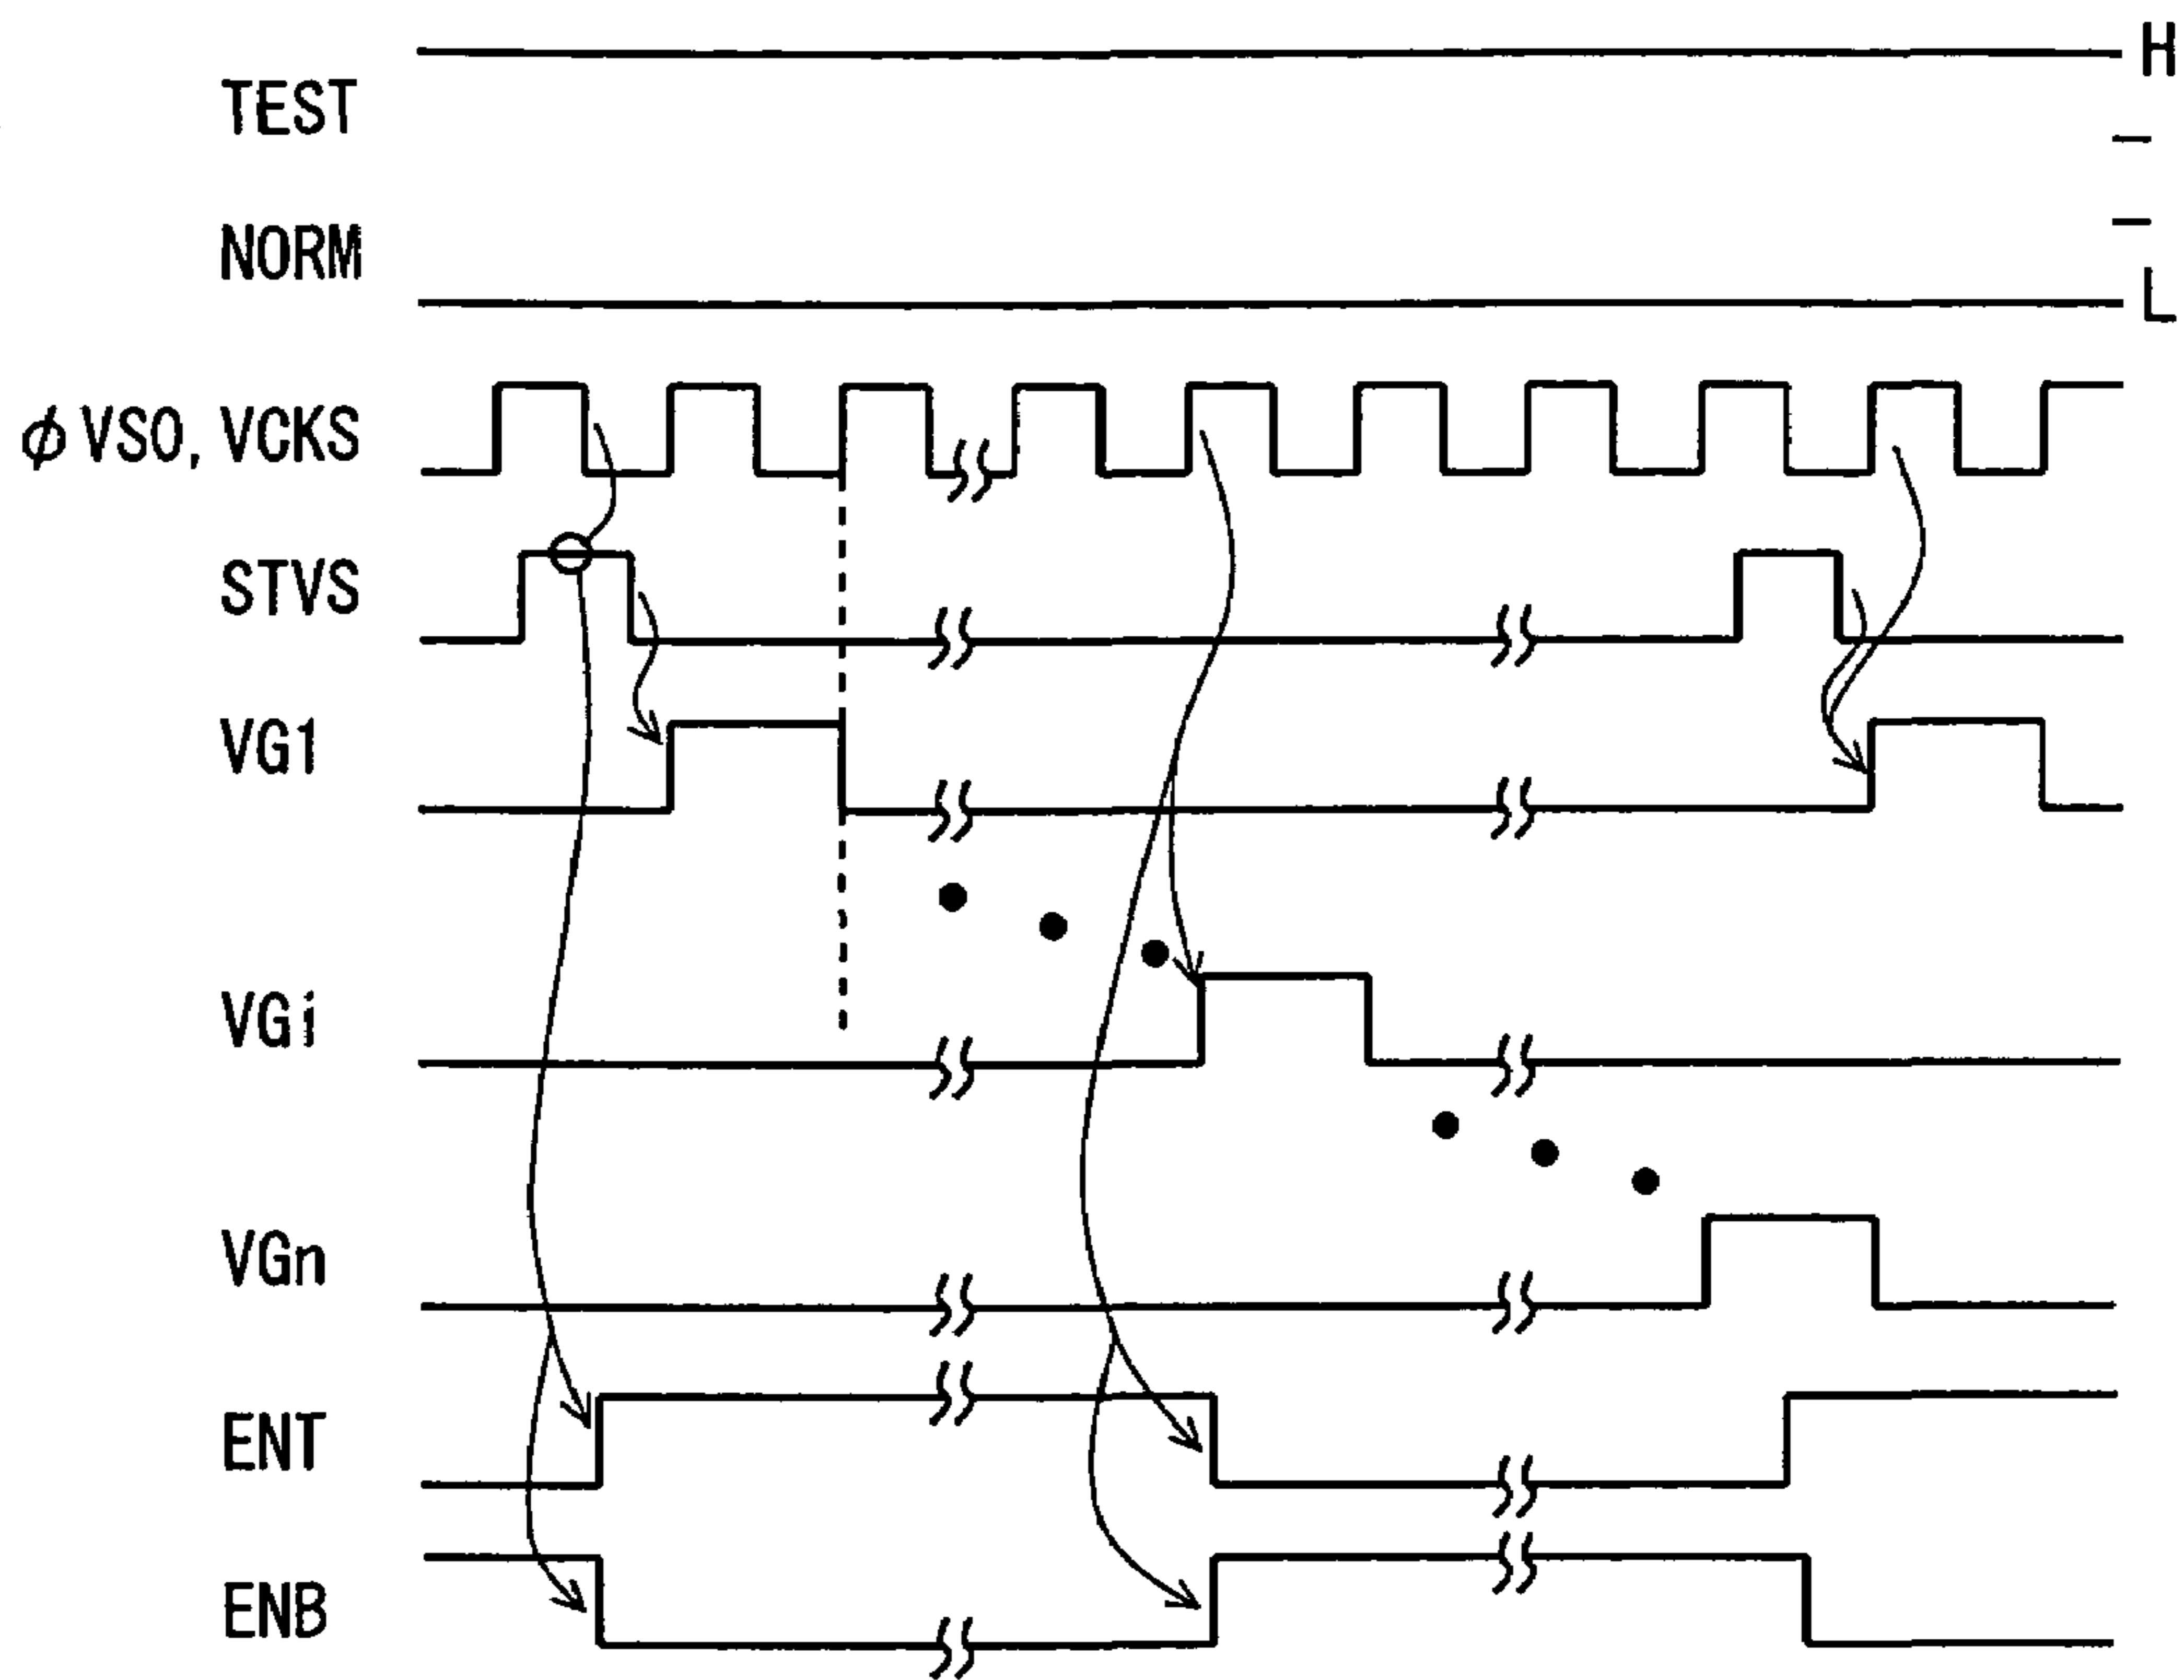 H
TEST
NORM
L
φVSO, VCKS
STVS
VG1
VGi
VGn
ENT
ENB